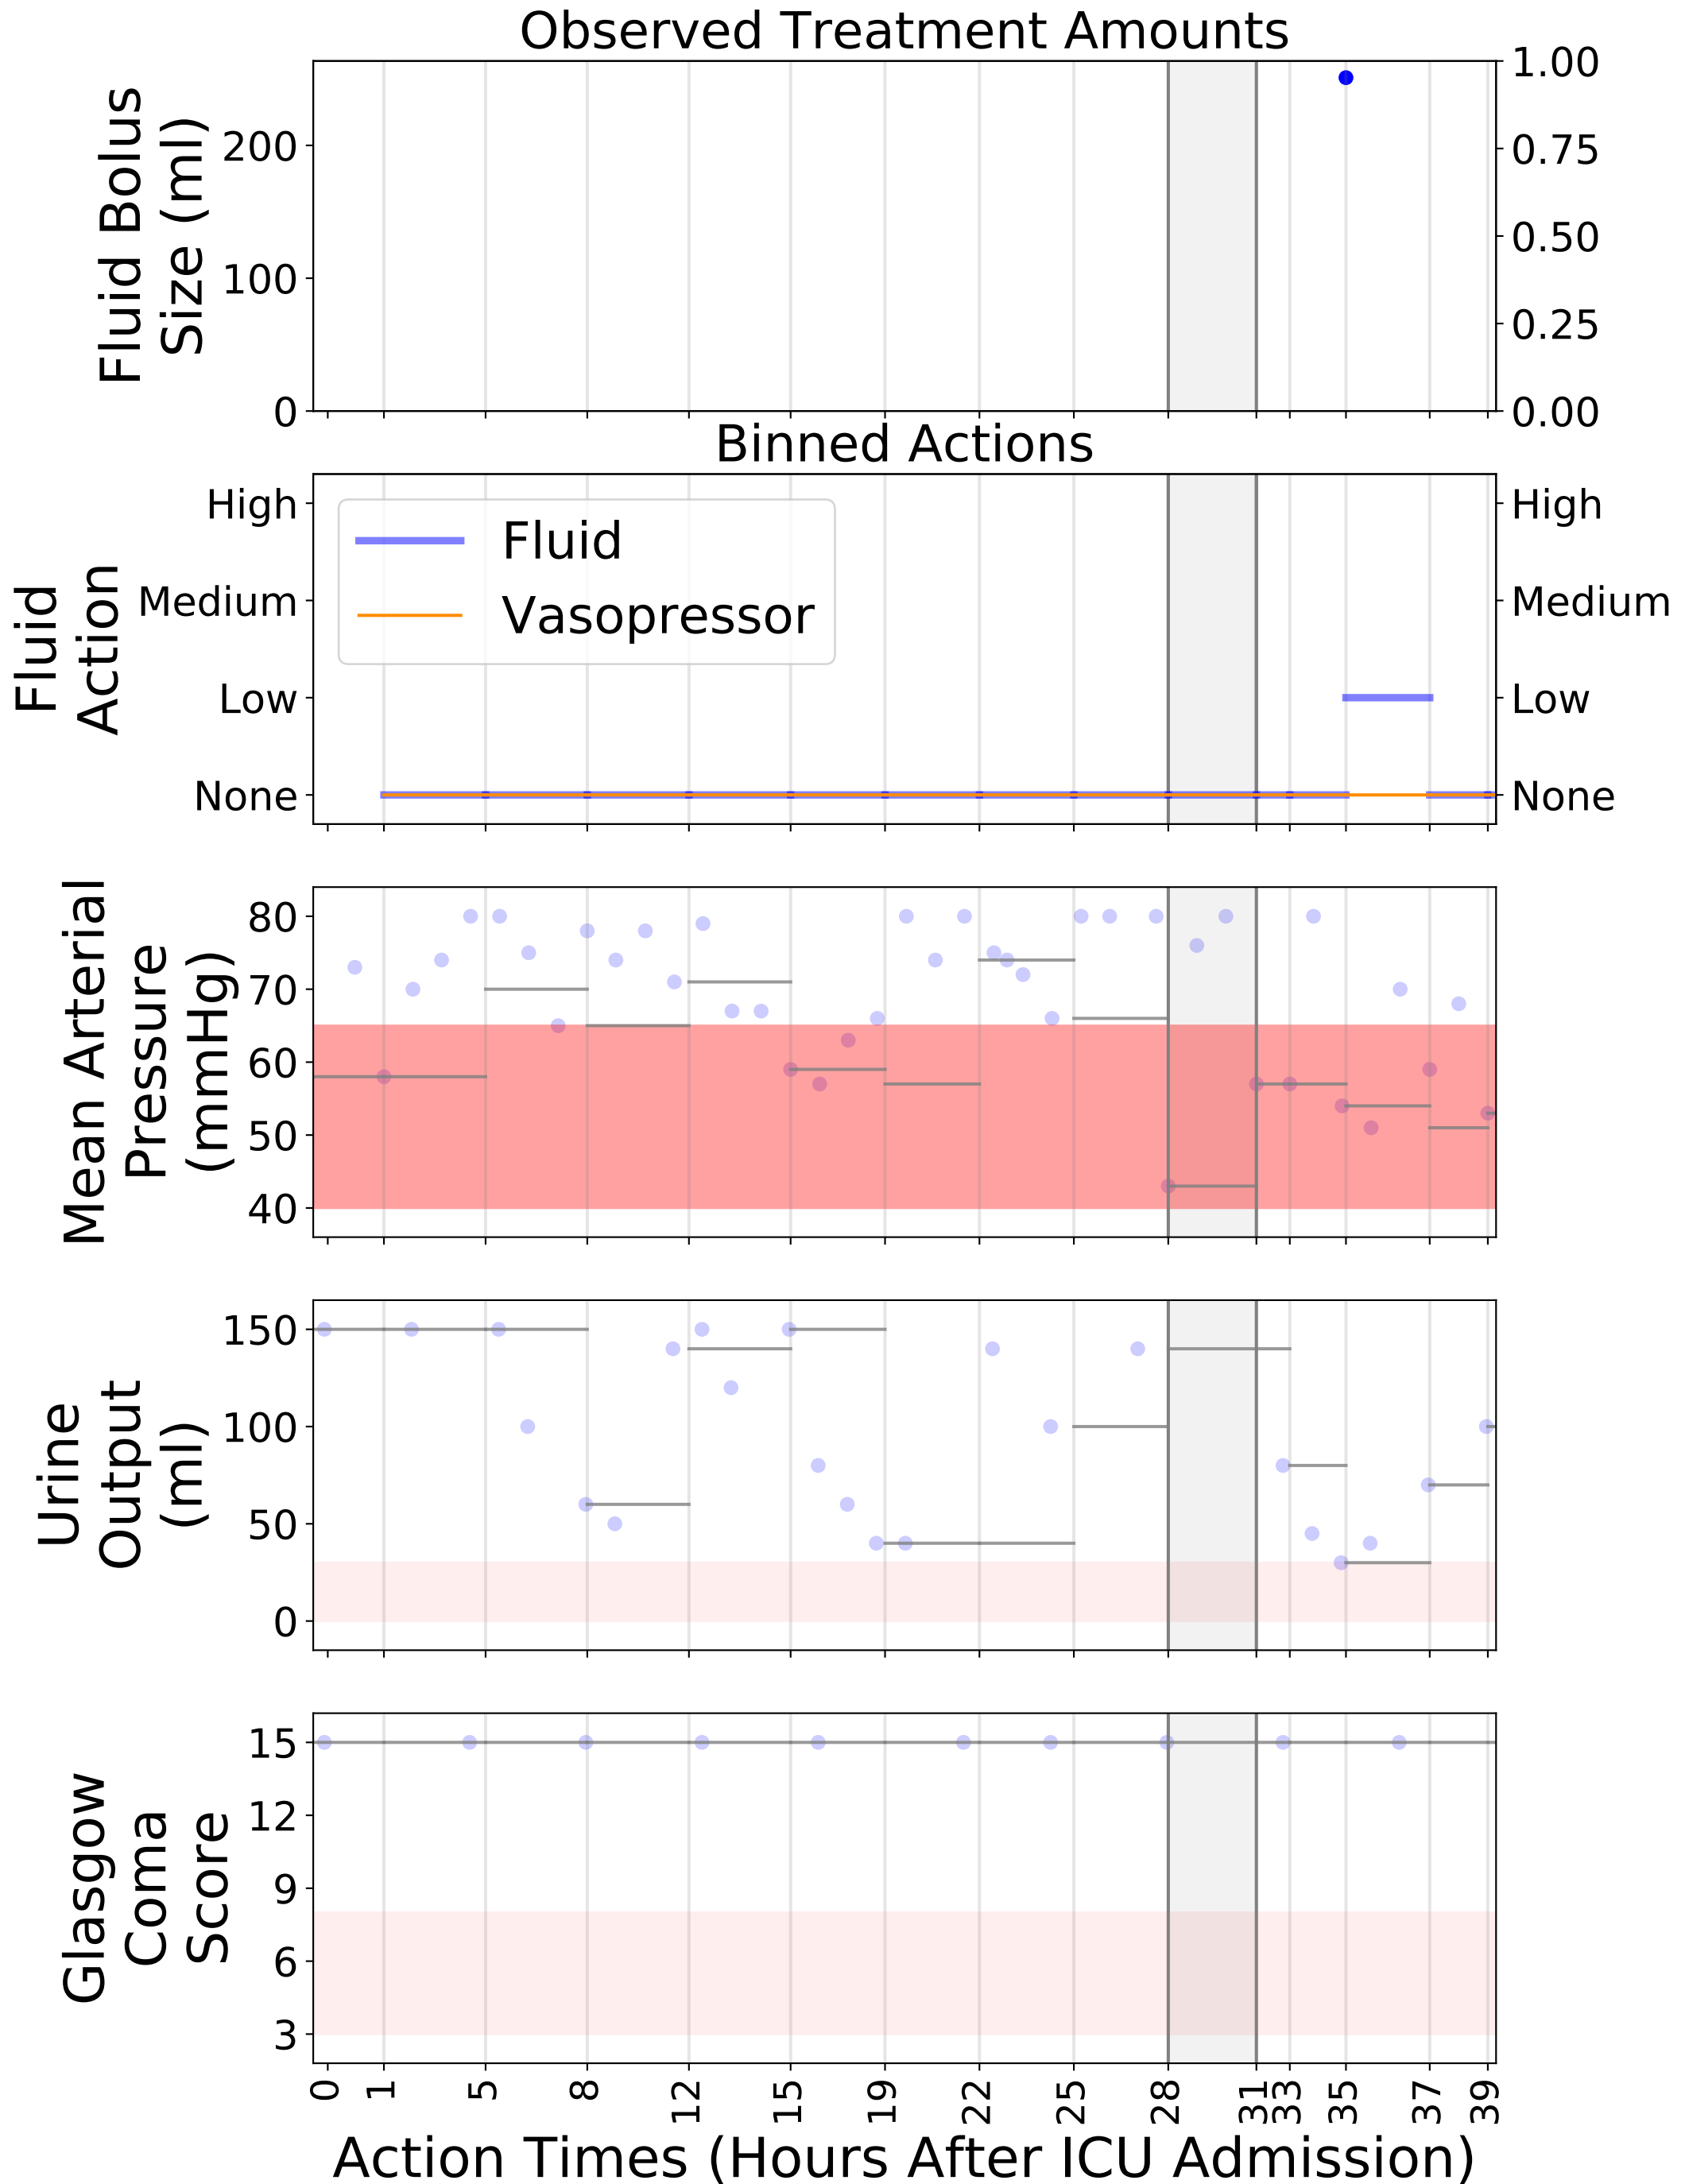 Observed Treatment Amounts
Fluid Bolus
Size (ml)
200
100
0
1.00
0.75
0.50
0.25
0.00
Binned Actions
Fluid
Action
High
Medium
Low
None
Fluid
Vasopressor
High
Medium
Low
None
Mean Arterial
Pressure
(mmHg)
80
70
60
50
40
Urine
Output
(ml)
150
100
50
0
Glasgow
Coma
Score
15
12
9
6
3
0 1 5 8 12 15 19 22 25 28 31 33 35 37 39
Action Times (Hours After ICU Admission)